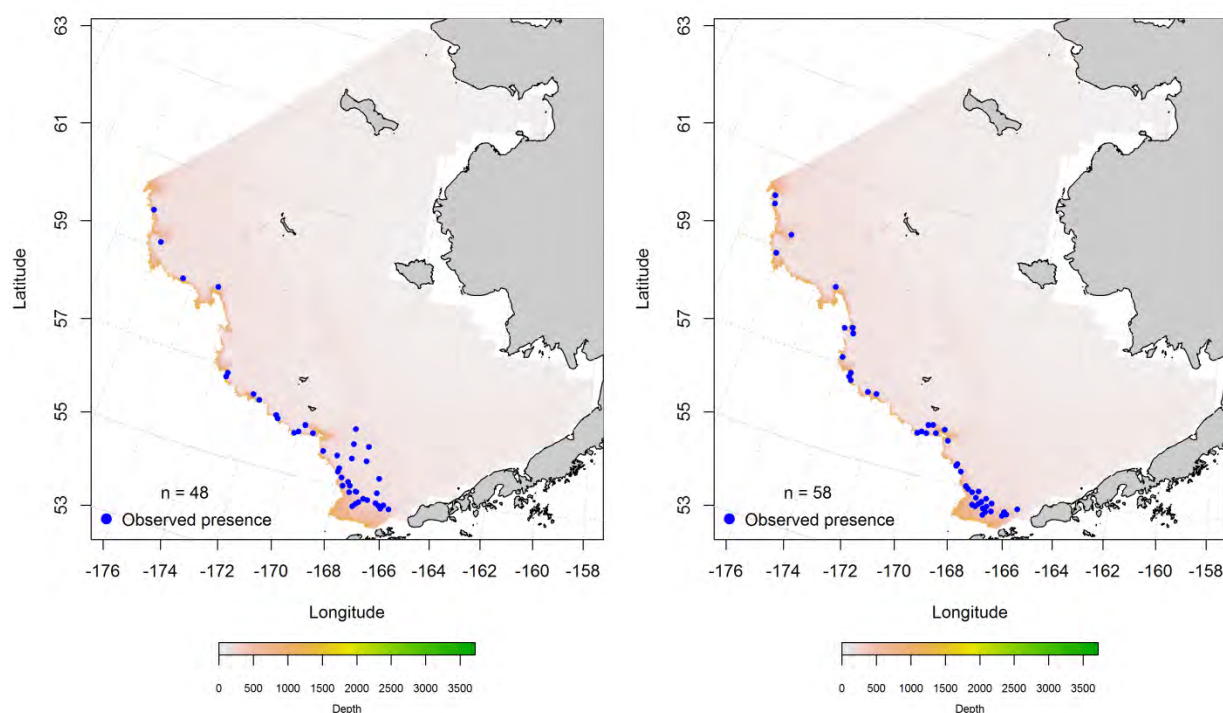 63
61
59
57
55
53
Latitude
n = 48
Observed presence
-176 -174 -172 -170 -168 -166 -164 -162 -160 -158
Longitude
0 500 1000 1500 2000 2500 3000 3500
Depth
63
61
59
57
55
53
Latitude
n = 58
Observed presence
-176 -174 -172 -170 -168 -166 -164 -162 -160 -158
Longitude
0 500 1000 1500 2000 2500 3000 3500
Depth